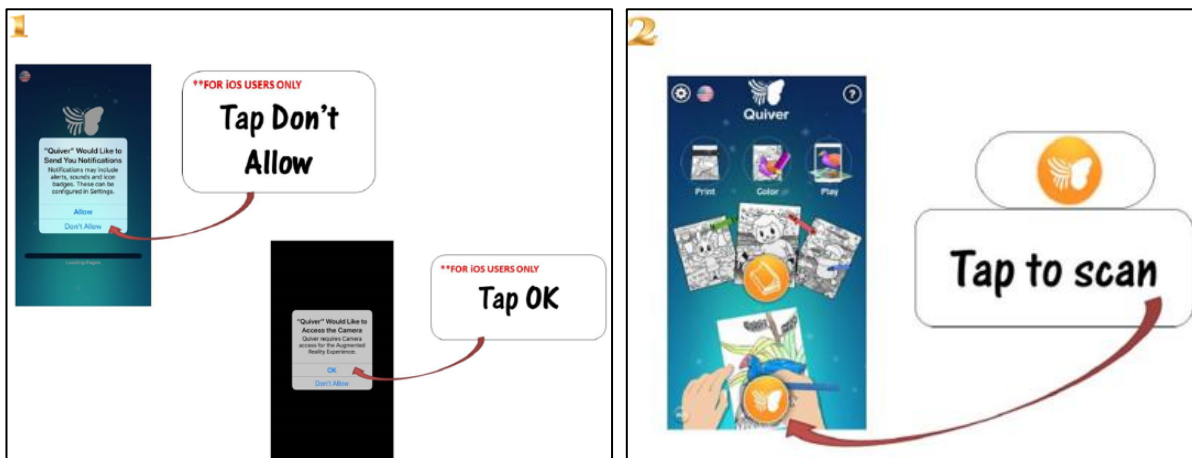 1
**FOR iOS USERS ONLY
Tap Don't
Allow
"Quiver" Would Like to
Send You Notifications
Notifications may include
alerts, sounds and icon
badges. These can be
configured in Settings.
Allow
Don't Allow
Loading Pages
**FOR iOS USERS ONLY
Tap OK
"Quiver" Would Like to
Access the Camera
Quiver requires Camera
access for the Augmented
Reality Experience.
OK
Don't Allow
2
?
Quiver
Print
Color
Play
Tap to scan